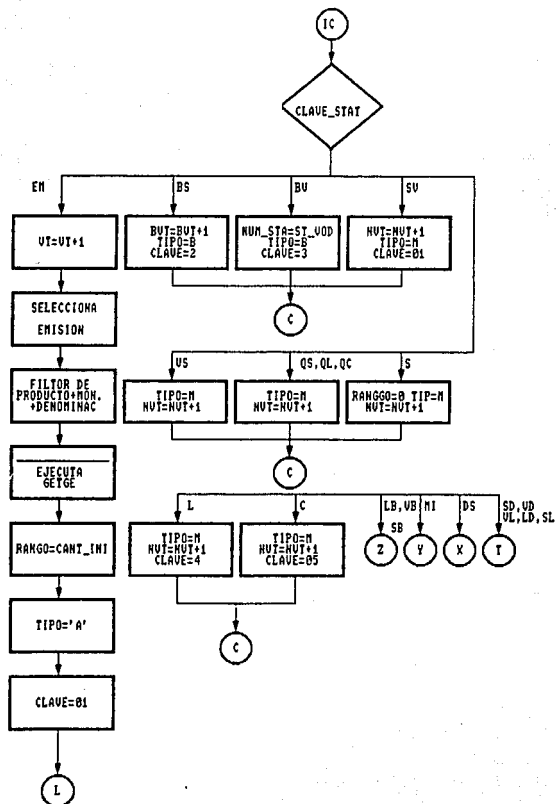 IC
CLAVE_STAT
EM
BS
BV
SV
VT=VT+1
BVT=BVT+1
TIPO=B
CLAVE=2
NUM_STA=ST_VOD
TIPO=B
CLAVE=3
NVT=NVT+1
TIPO=M
CLAVE=01
C
SELECCIONA
EMISION
FILTOR DE
PRODUCTO+MON.
+DENOMINAC
EJECUTA
GETGE
RANGO=CANT_INI
TIPO='A'
CLAVE=01
L
VS
QS,QL,QC
S
TIPO=M
NVT=NVT+1
TIPO=M
NVT=NVT+1
RANGGO=0 TIP=M
NVT=NVT+1
C
L
C
LB,VB
SB
MI
DS
SD,VD
VL,LD,SL
TIPO=M
NVT=NVT+1
CLAVE=4
TIPO=M
NVT=NVT+1
CLAVE=05
Z
Y
X
T
C